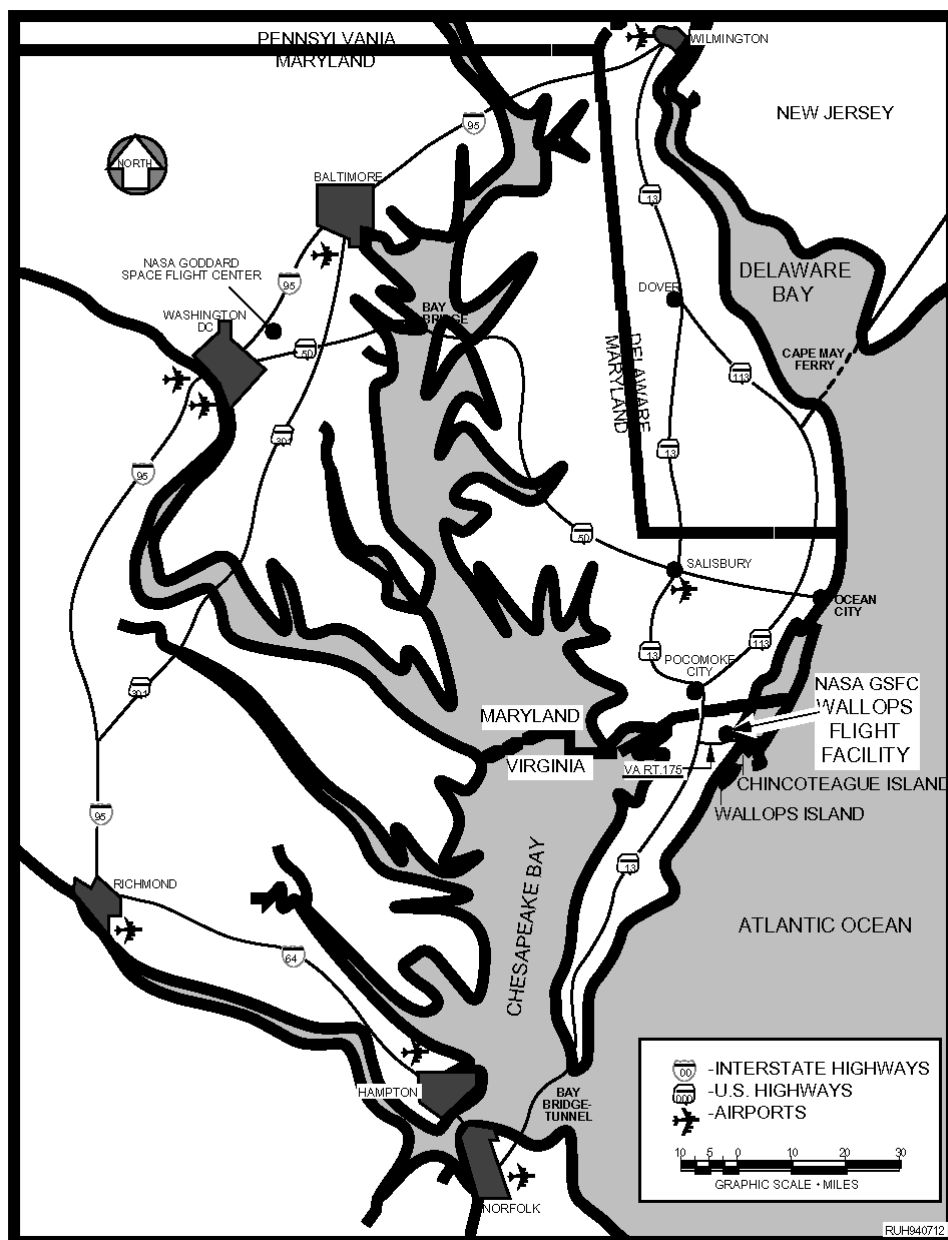 PENNSYLVANIA
MARYLAND
WILMINGTON
NEW JERSEY
95
NORTH
BALTIMORE
13
NASA GODDARD
SPACE FLIGHT CENTER
95
DELAWARE
BAY
DOVER
WASHINGTON
DC
BAY
BRIDGE
50
DELAWARE
MARYLAND
CAPE MAY
FERRY
113
301
13
95
50
SALISBURY
OCEAN
CITY
13
113
POCOMOKE
CITY
301
NASA GSFC
WALLOPS
FLIGHT
FACILITY
MARYLAND
VIRGINIA
VA RT.175
CHINCOTEAGUE ISLAND
WALLOPS ISLAND
95
13
RICHMOND
CHESAPEAKE BAY
ATLANTIC OCEAN
64
HAMPTON
BAY
BRIDGE-
TUNNEL
NORFOLK
00 -INTERSTATE HIGHWAYS
000 -U.S. HIGHWAYS
-AIRPORTS
10 5 0 10 20 30
GRAPHIC SCALE • MILES
RUH940712